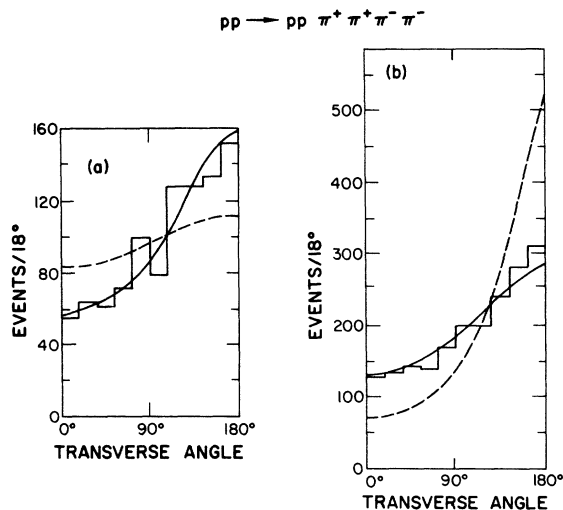 pp → pp π⁺ π⁺ π⁻ π⁻
(a)
EVENTS/18°
160
120
80
40
0
0° 90° 180°
TRANSVERSE ANGLE
(b)
EVENTS/18°
500
400
300
200
100
0
0° 90° 180°
TRANSVERSE ANGLE